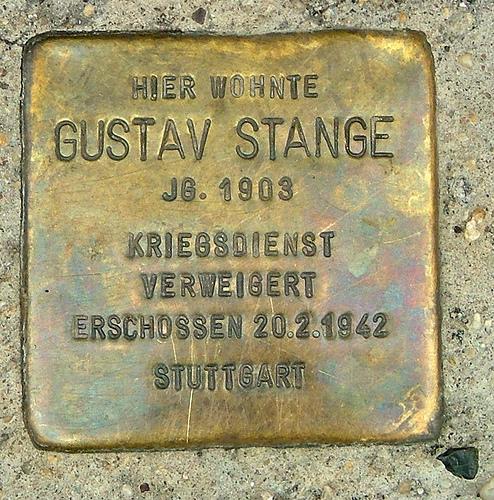 HIER WOHNTE
GUSTAV STANGE
JG. 1903
KRIEGSDIENST
VERWEIGERT
ERSCHOSSEN 20.2.1942
STUTTGART